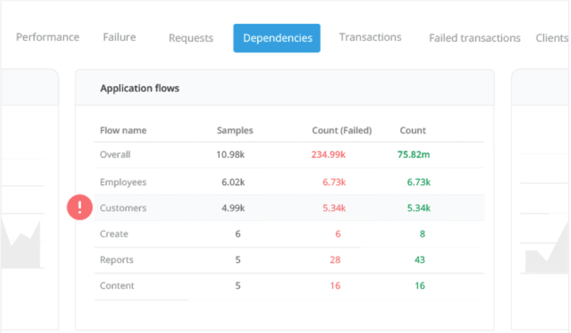 Performance Failure Requests Dependencies Transactions Failed transactions Clients
Application flows
Flow name Samples Count (Failed) Count
Overall 10.98k 234.99k 75.82m
Employees 6.02k 6.73k 6.73k
! Customers 4.99k 5.34k 5.34k
Create 6 6 8
Reports 5 28 43
Content 5 16 16